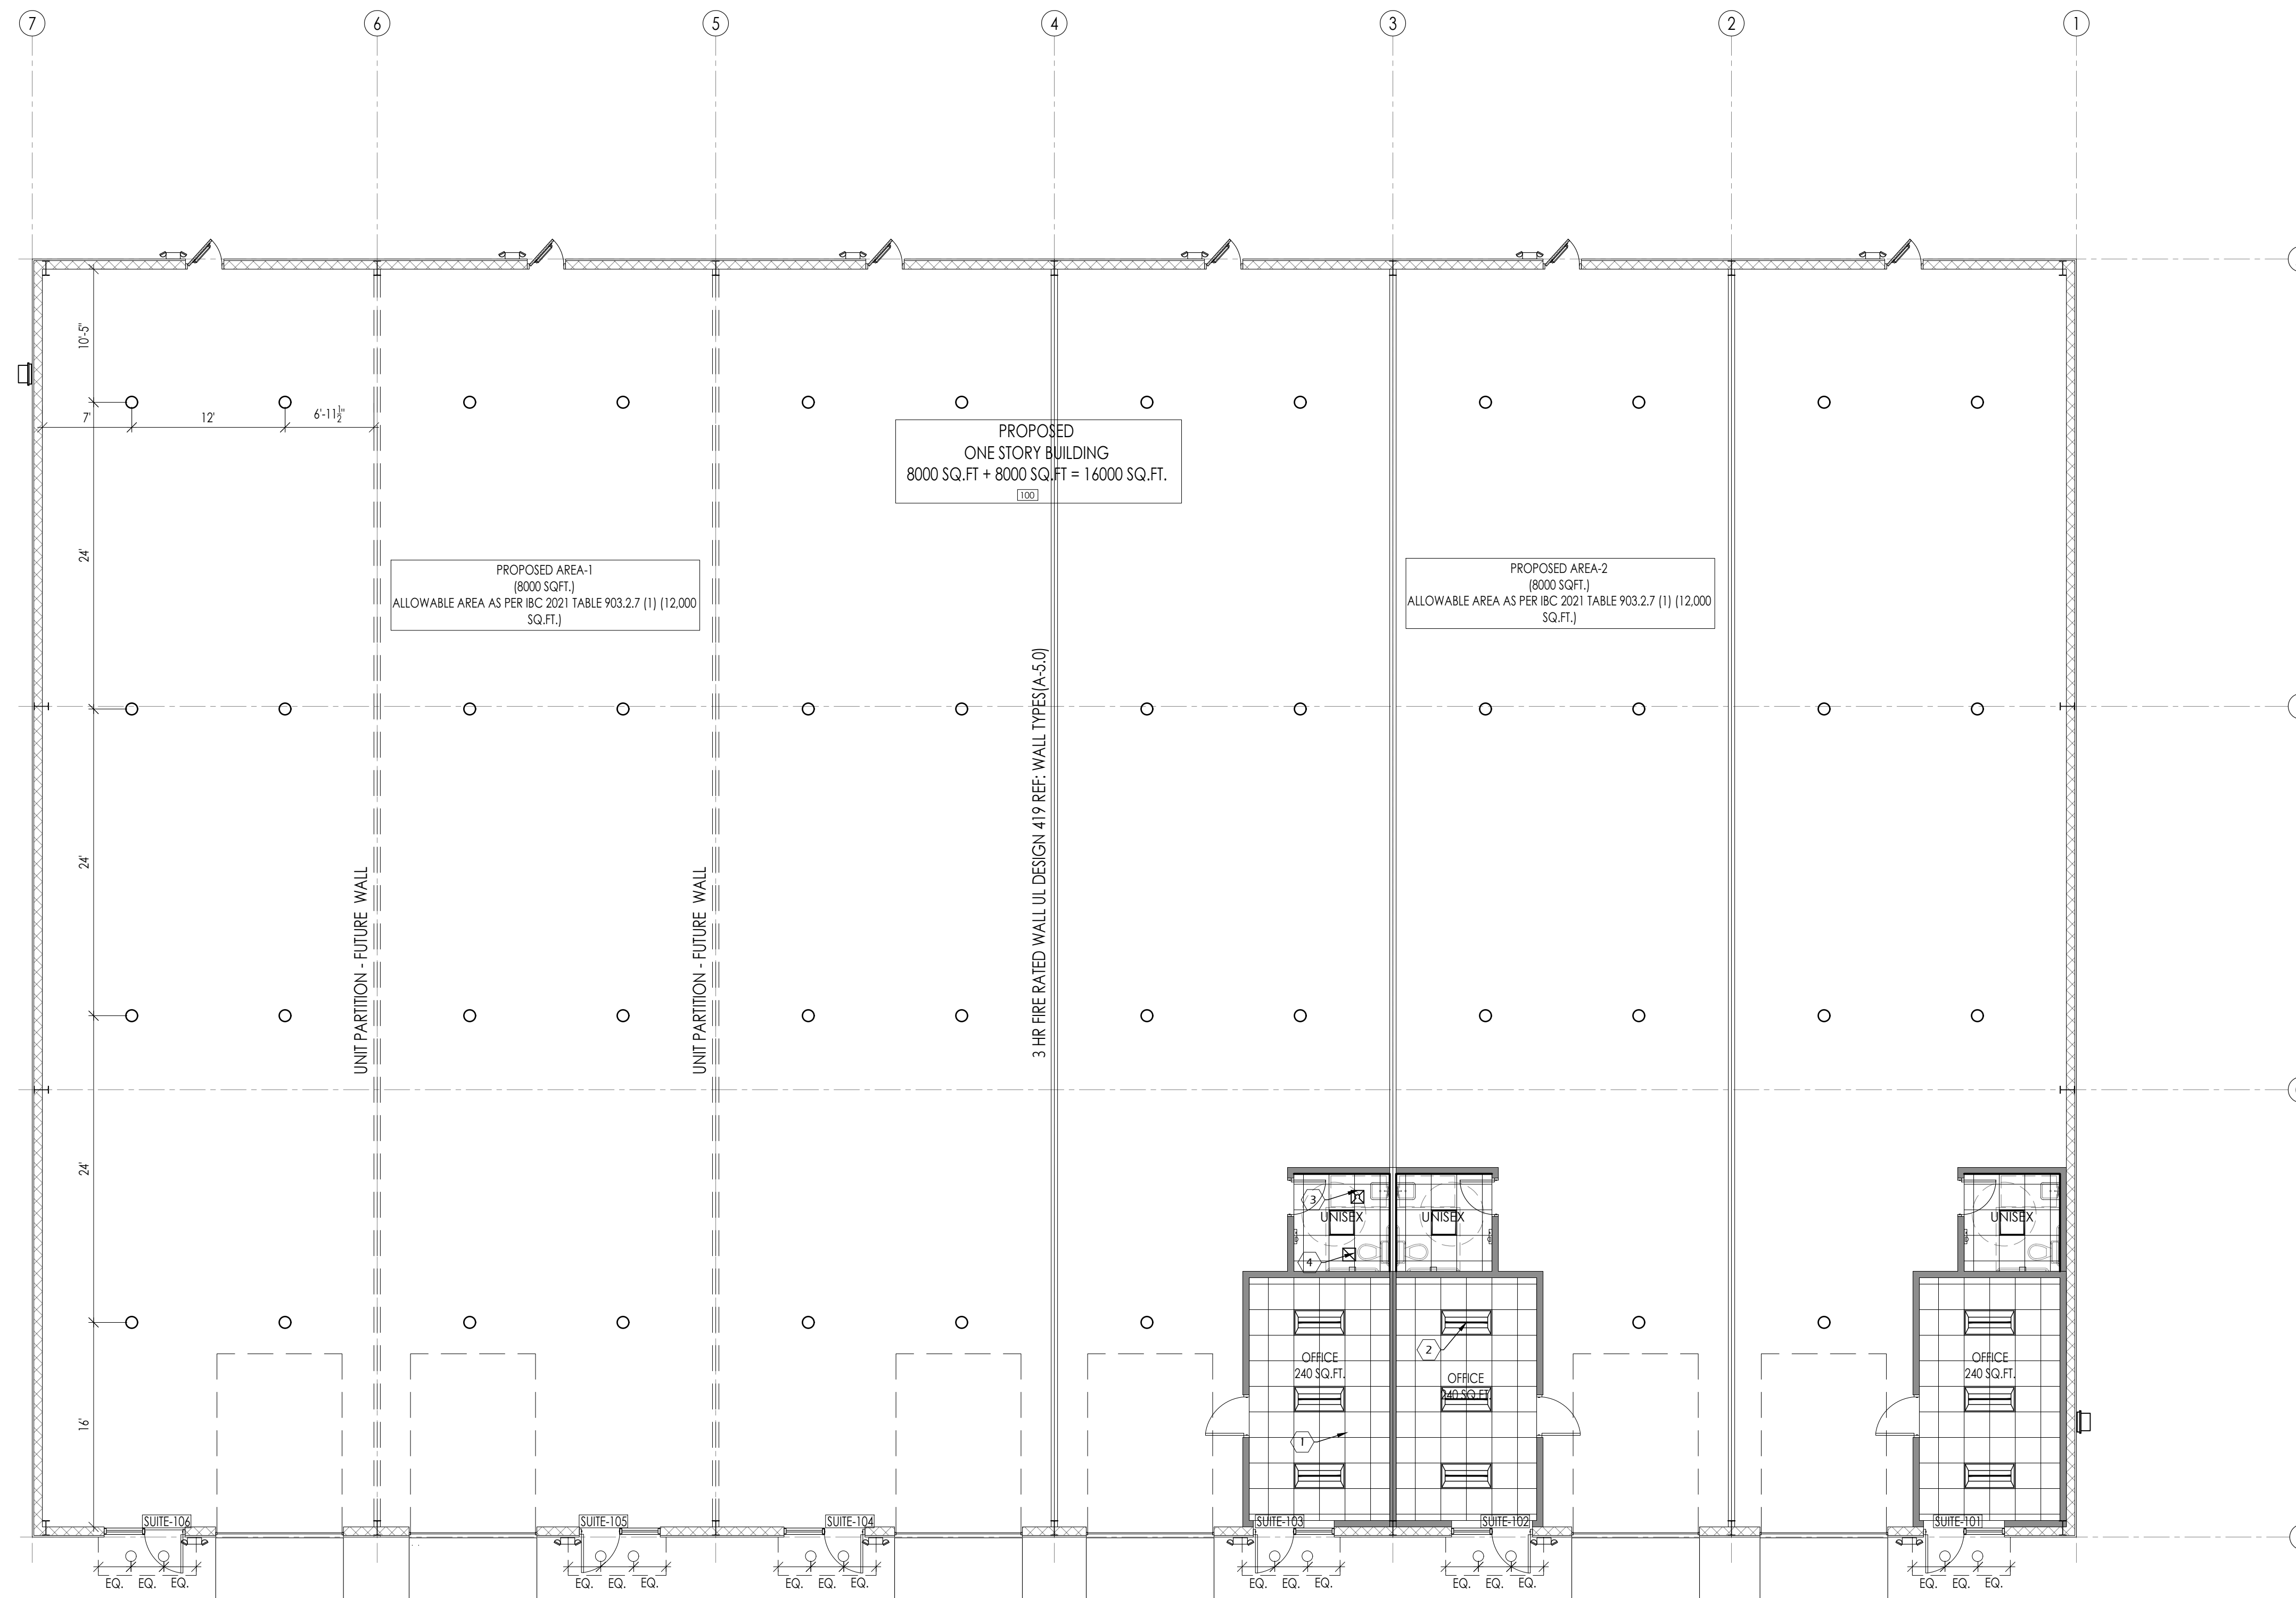 7
6
5
4
3
2
1
10'-5"
7'
12'
6'-11½"
PROPOSED
ONE STORY BUILDING
8000 SQ.FT + 8000 SQ.FT = 16000 SQ.FT.
100
24'
PROPOSED AREA-1
(8000 SQFT.)
ALLOWABLE AREA AS PER IBC 2021 TABLE 903.2.7 (1) (12,000
SQ.FT.)
PROPOSED AREA-2
(8000 SQFT.)
ALLOWABLE AREA AS PER IBC 2021 TABLE 903.2.7 (1) (12,000
SQ.FT.)
3 HR FIRE RATED WALL UL DESIGN 419 REF: WALL TYPES(A-5.0)
24'
UNIT PARTITION - FUTURE WALL
UNIT PARTITION - FUTURE WALL
24'
3
UNISEX
UNISEX
UNISEX
4
2
OFFICE
240 SQ.FT.
OFFICE
240 SQ.FT.
OFFICE
240 SQ.FT.
16'
1
SUITE-106
SUITE-105
SUITE-104
SUITE-103
SUITE-102
SUITE-101
EQ. EQ. EQ.
EQ. EQ. EQ.
EQ. EQ. EQ.
EQ. EQ. EQ.
EQ. EQ. EQ.
EQ. EQ. EQ.